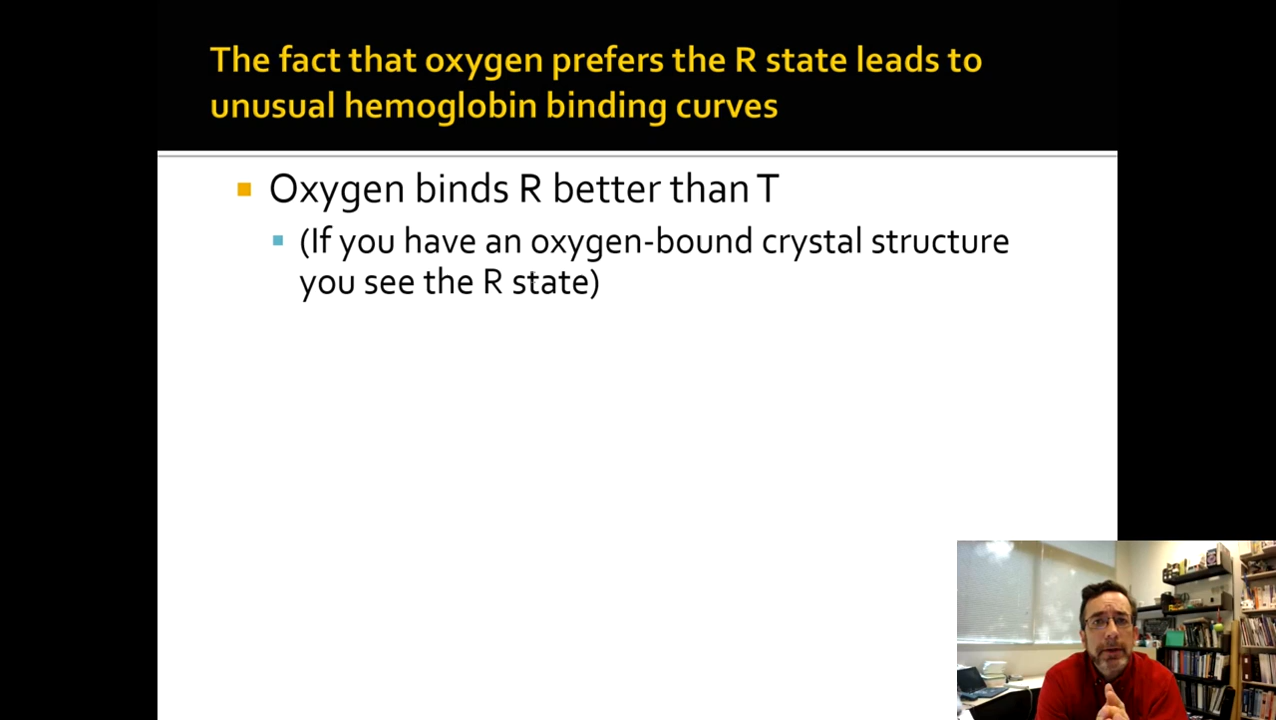 The fact that oxygen prefers the R state leads to
unusual hemoglobin binding curves
Oxygen binds R better than T
(If you have an oxygen-bound crystal structure
you see the R state)